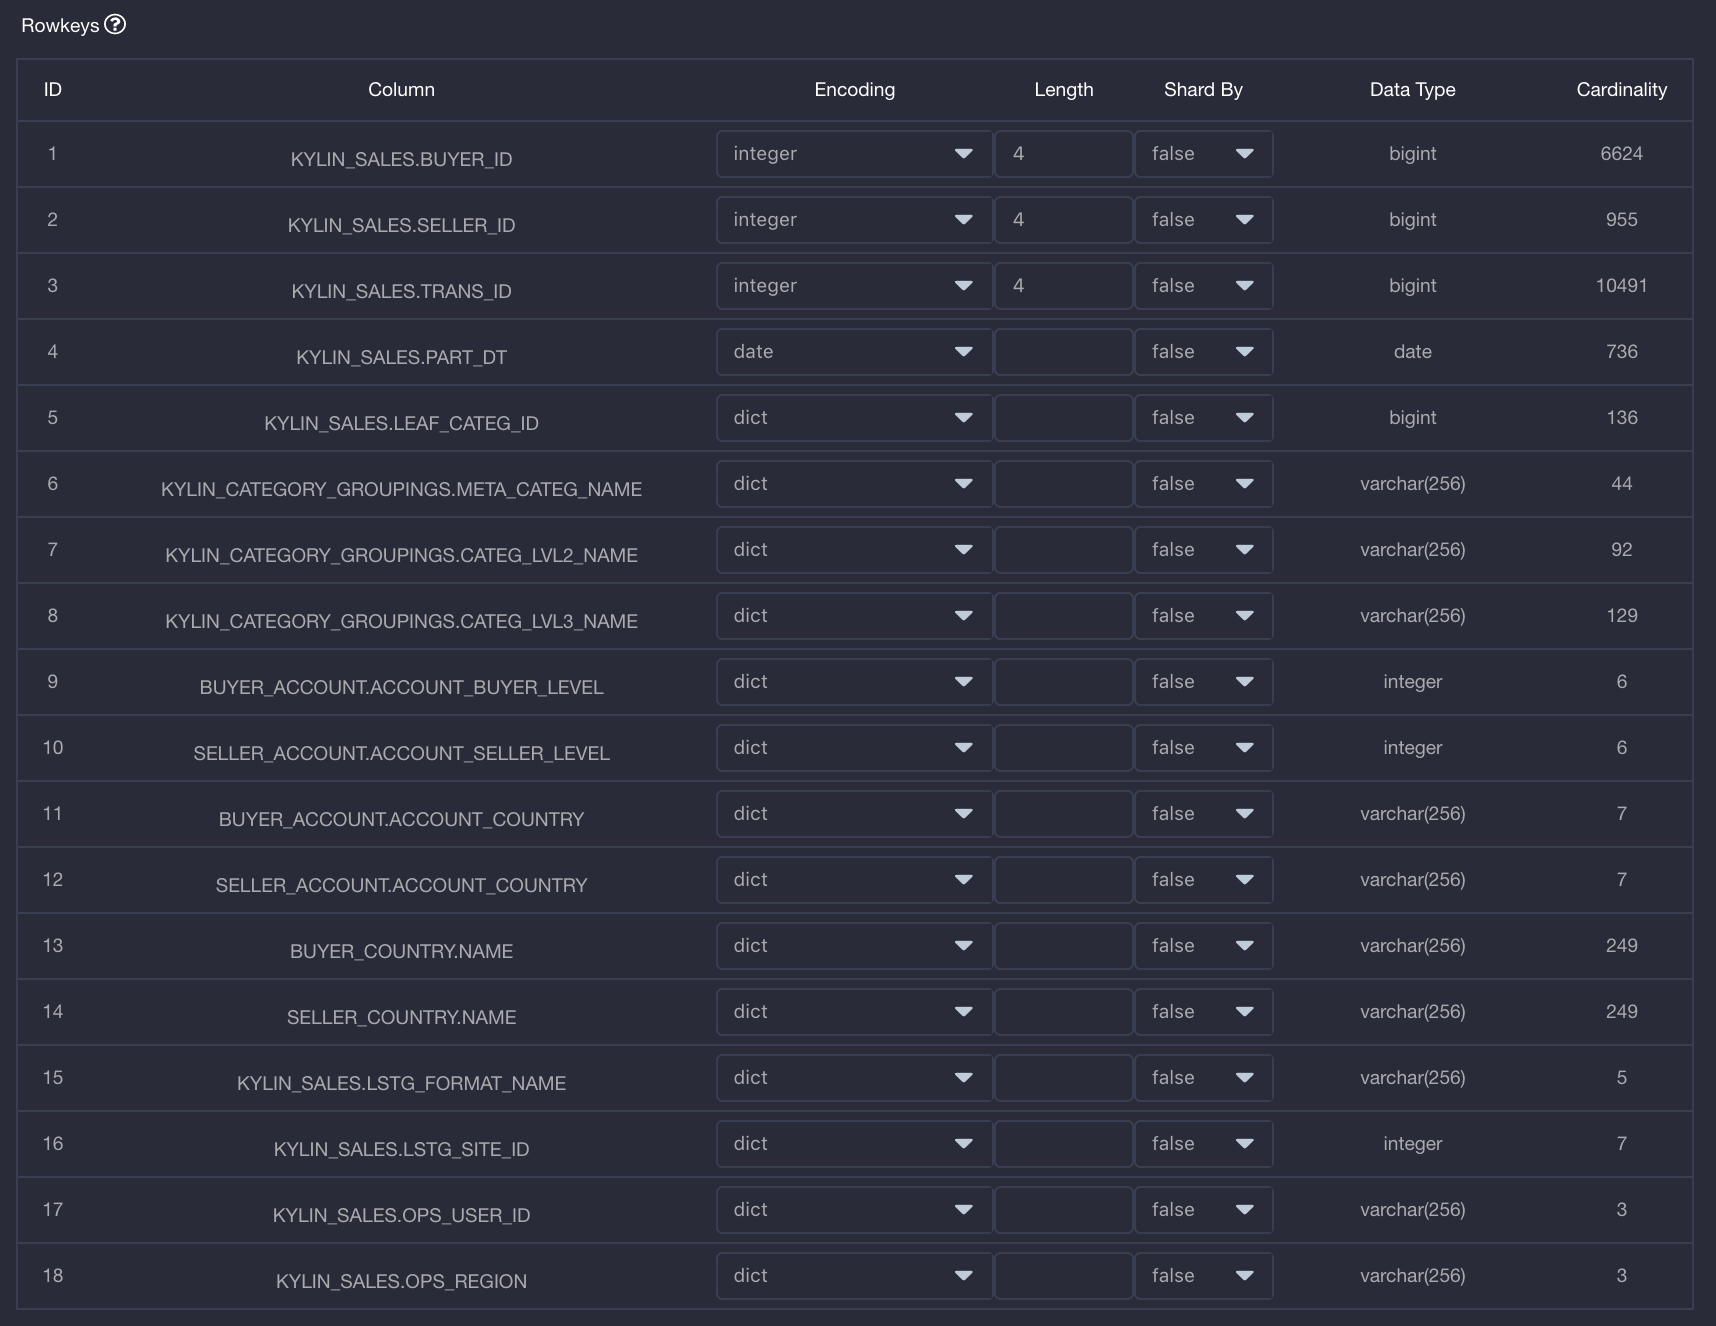 Rowkeys ?
ID Column Encoding Length Shard By Data Type Cardinality
1 KYLIN_SALES.BUYER_ID integer 4 false bigint 6624
2 KYLIN_SALES.SELLER_ID integer 4 false bigint 955
3 KYLIN_SALES.TRANS_ID integer 4 false bigint 10491
4 KYLIN_SALES.PART_DT date false date 736
5 KYLIN_SALES.LEAF_CATEG_ID dict false bigint 136
6 KYLIN_CATEGORY_GROUPINGS.META_CATEG_NAME dict false varchar(256) 44
7 KYLIN_CATEGORY_GROUPINGS.CATEG_LVL2_NAME dict false varchar(256) 92
8 KYLIN_CATEGORY_GROUPINGS.CATEG_LVL3_NAME dict false varchar(256) 129
9 BUYER_ACCOUNT.ACCOUNT_BUYER_LEVEL dict false integer 6
10 SELLER_ACCOUNT.ACCOUNT_SELLER_LEVEL dict false integer 6
11 BUYER_ACCOUNT.ACCOUNT_COUNTRY dict false varchar(256) 7
12 SELLER_ACCOUNT.ACCOUNT_COUNTRY dict false varchar(256) 7
13 BUYER_COUNTRY.NAME dict false varchar(256) 249
14 SELLER_COUNTRY.NAME dict false varchar(256) 249
15 KYLIN_SALES.LSTG_FORMAT_NAME dict false varchar(256) 5
16 KYLIN_SALES.LSTG_SITE_ID dict false integer 7
17 KYLIN_SALES.OPS_USER_ID dict false varchar(256) 3
18 KYLIN_SALES.OPS_REGION dict false varchar(256) 3